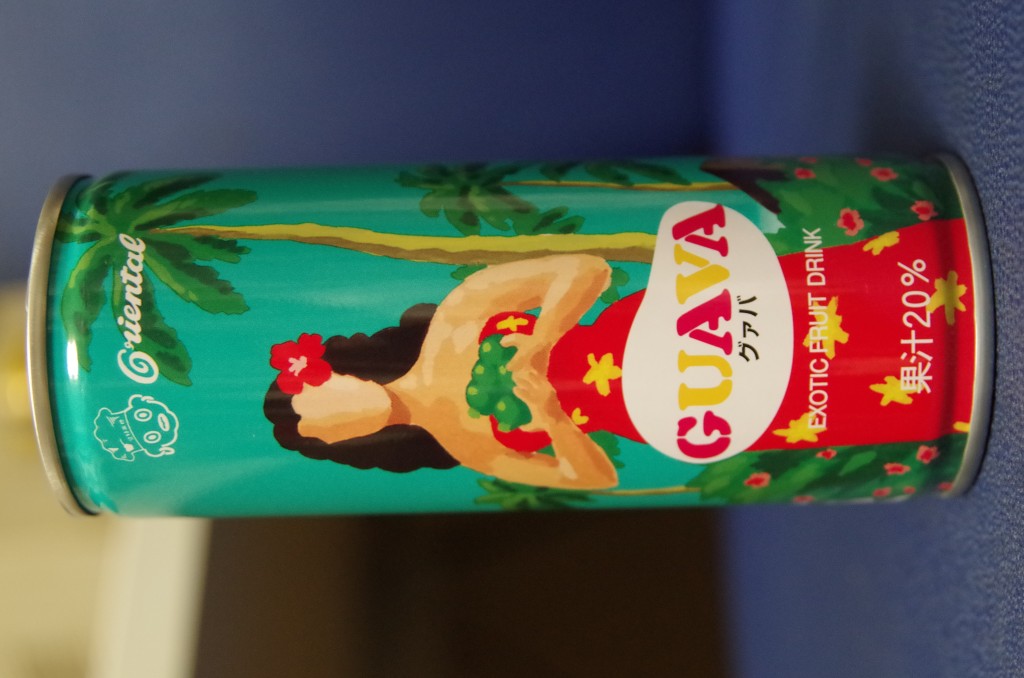 Oriental
GUAVA
グァバ
EXOTIC FRUIT DRINK
果汁20%